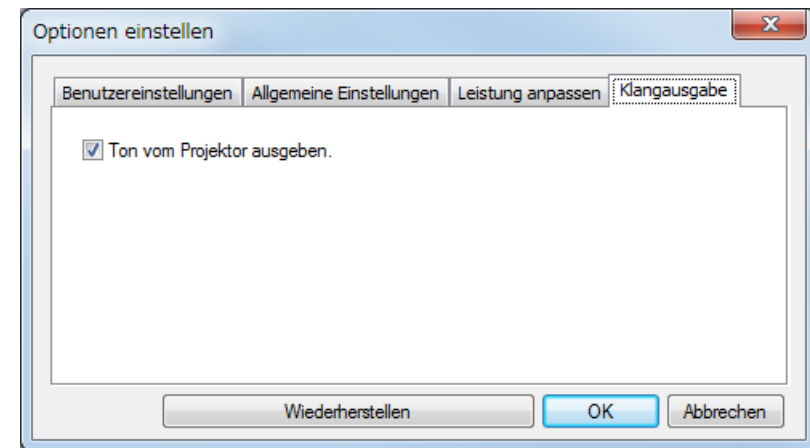 Optionen einstellen
Benutzereinstellungen Allgemeine Einstellungen Leistung anpassen Klangausgabe
Ton vom Projektor ausgeben.
Wiederherstellen OK Abbrechen